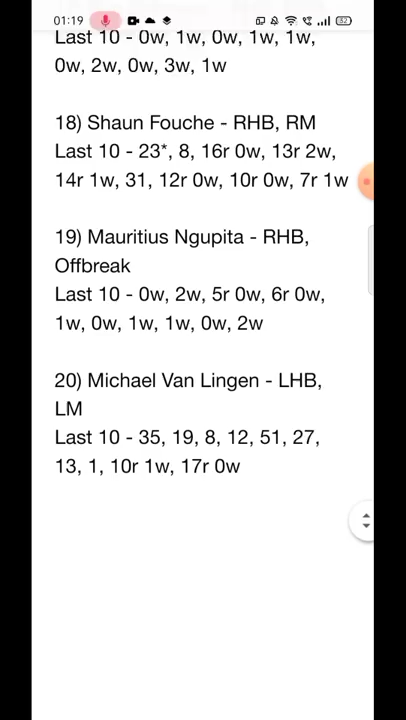 01:19
52
Last 10 - 0w, 1w, 0w, 1w, 1w,
0w, 2w, 0w, 3w, 1w
18) Shaun Fouche - RHB, RM
Last 10 - 23*, 8, 16r 0w, 13r 2w,
14r 1w, 31, 12r 0w, 10r 0w, 7r 1w
19) Mauritius Ngupita - RHB,
Offbreak
Last 10 - 0w, 2w, 5r 0w, 6r 0w,
1w, 0w, 1w, 1w, 0w, 2w
20) Michael Van Lingen - LHB,
LM
Last 10 - 35, 19, 8, 12, 51, 27,
13, 1, 10r 1w, 17r 0w